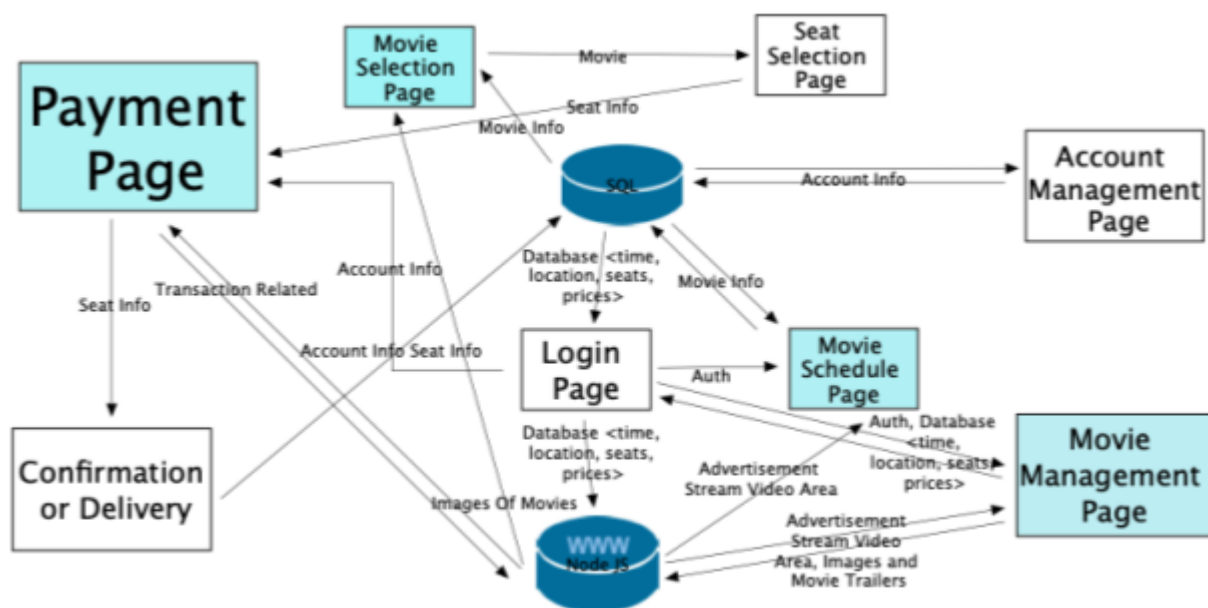 Movie
Selection
Page
Movie
Seat
Selection
Page
Payment
Page
Seat Info
Movie Info
SQL
Account Info
Account
Management
Page
Database <time,
location, seats,
prices>
Account Info
Movie Info
Transaction Related
Seat Info
Account Info Seat Info
Login
Page
Auth
Movie
Schedule
Page
Auth, Database
<time,
location, seats,
prices>
Movie
Management
Page
Database <time,
location, seats,
prices>
Confirmation
or Delivery
Advertisement
Stream Video Area
Images Of Movies
WWW
Node JS
Advertisement
Stream Video
Area, Images and
Movie Trailers